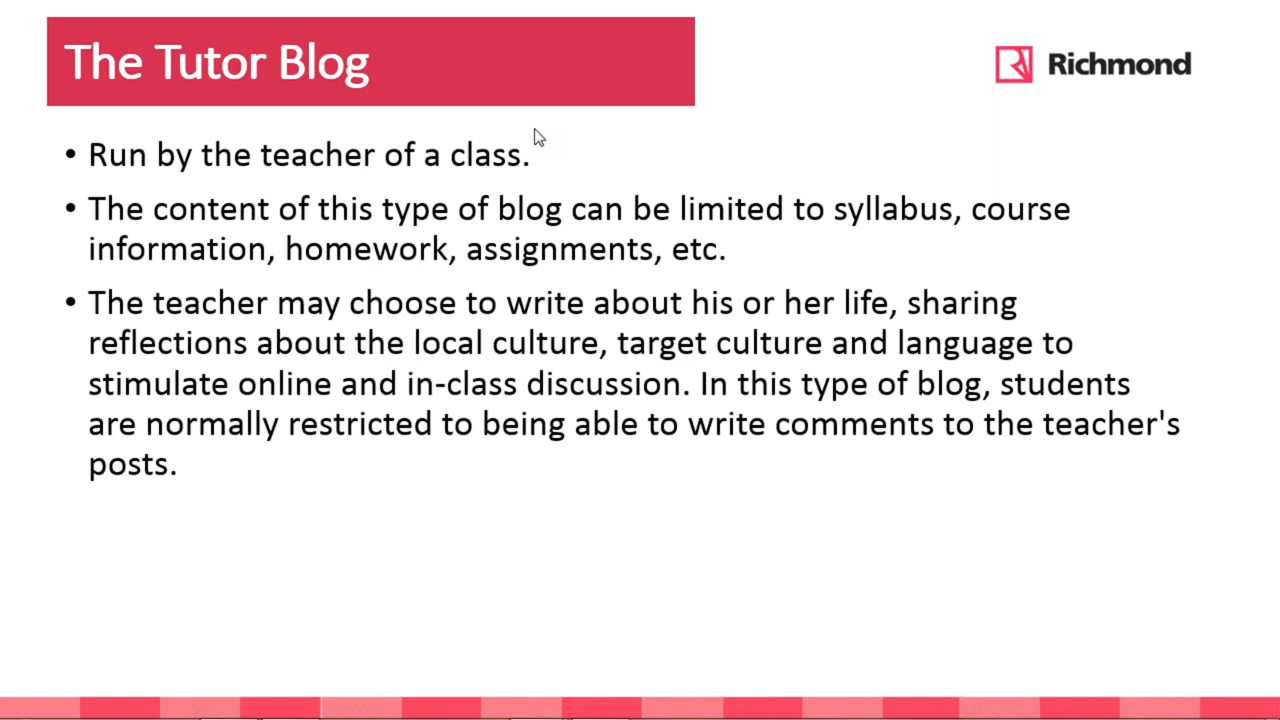 The Tutor Blog
Richmond
• Run by the teacher of a class.
• The content of this type of blog can be limited to syllabus, course
information, homework, assignments, etc.
• The teacher may choose to write about his or her life, sharing
reflections about the local culture, target culture and language to
stimulate online and in-class discussion. In this type of blog, students
are normally restricted to being able to write comments to the teacher's
posts.